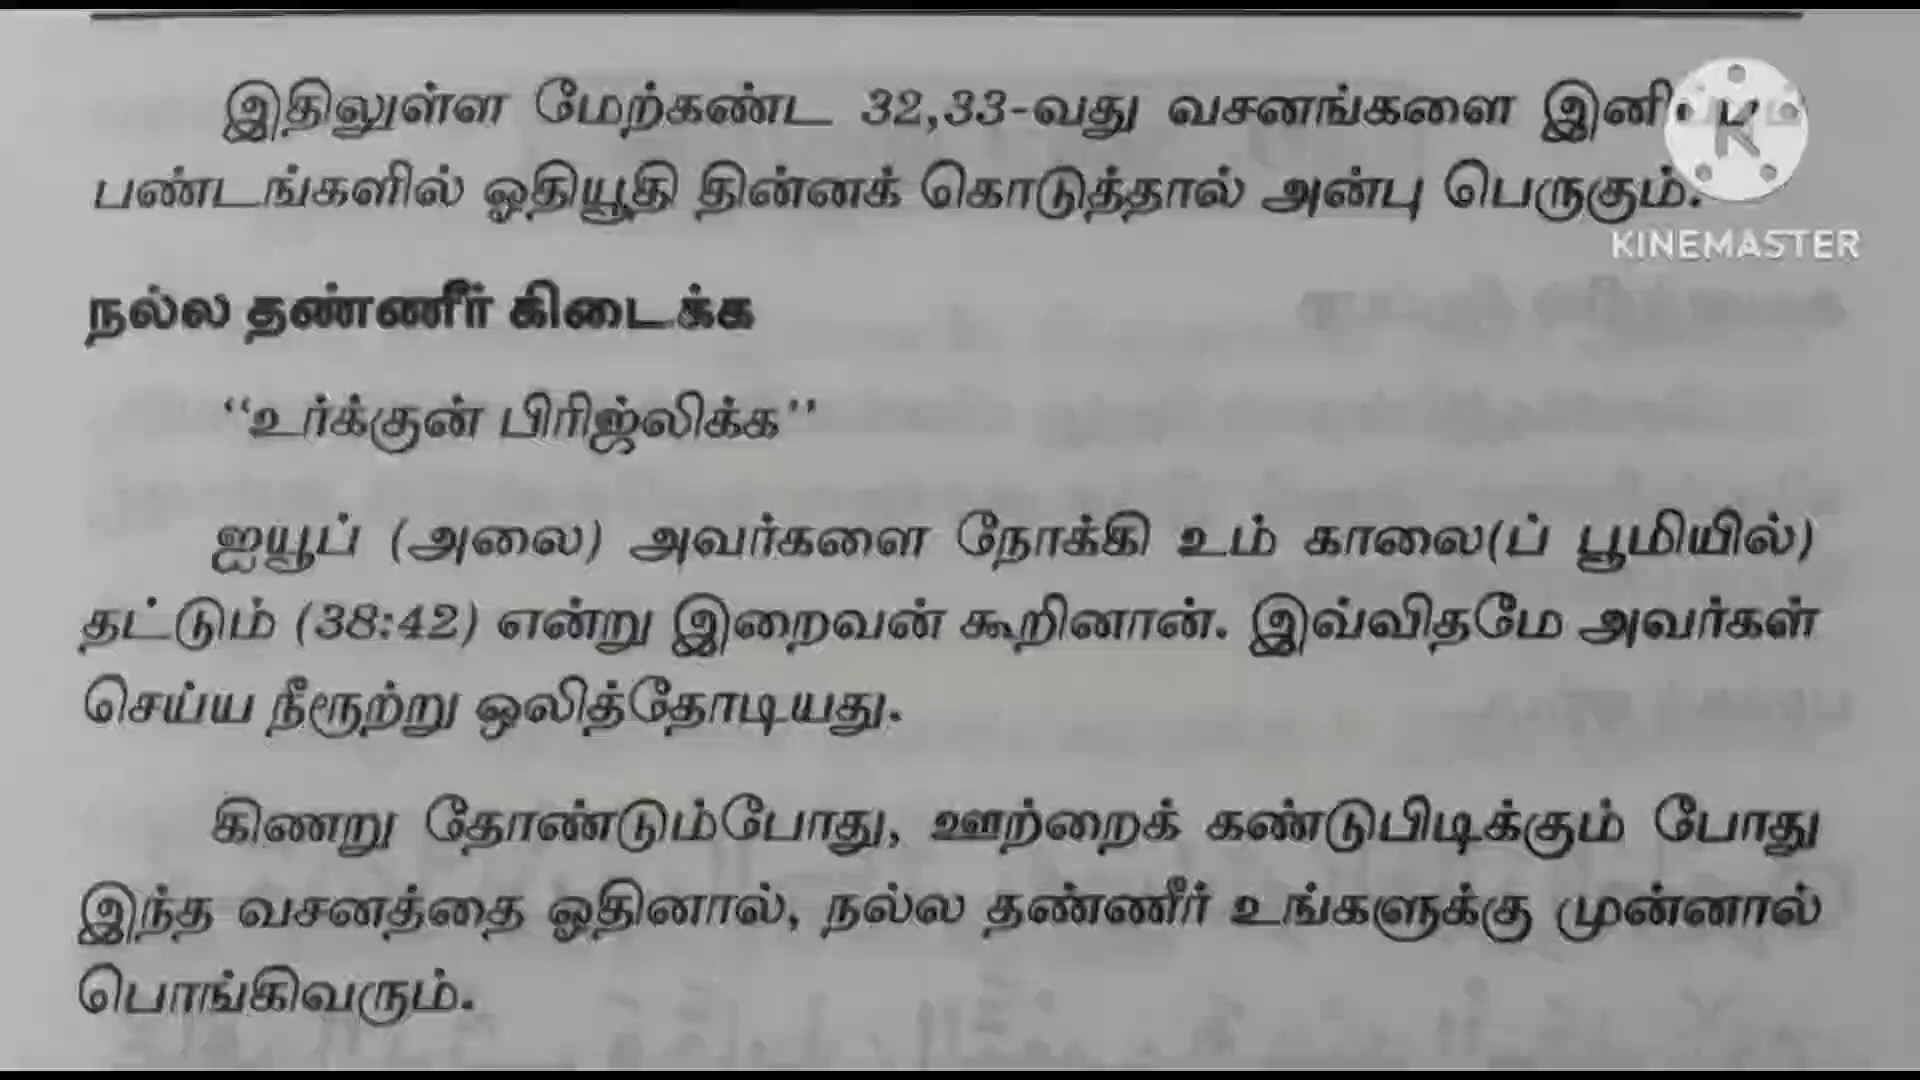 இதிலுள்ள மேற்கண்ட 32,33-வது வசனங்களை
பண்டங்களில் ஓதியூதி தின்னக் கொடுத்தால் அன்பு பெருகும்.
KINEMASTER
நல்ல தண்ணீர் கிடைக்க
“உர்க்குன் பிரிஜ்லிக்க”
ஐயூப் (அலை) அவர்களை நோக்கி உம் காலை(ப் பூமியில்)
தட்டும் (38:42) என்று இறைவன் கூறினான். இவ்விதமே அவர்கள்
செய்ய நீரூற்று ஒலித்தோடியது.
கிணறு தோண்டும்போது, ஊற்றைக் கண்டுபிடிக்கும் போது
இந்த வசனத்தை ஓதினால், நல்ல தண்ணீர் உங்களுக்கு முன்னால்
பொங்கிவரும்.